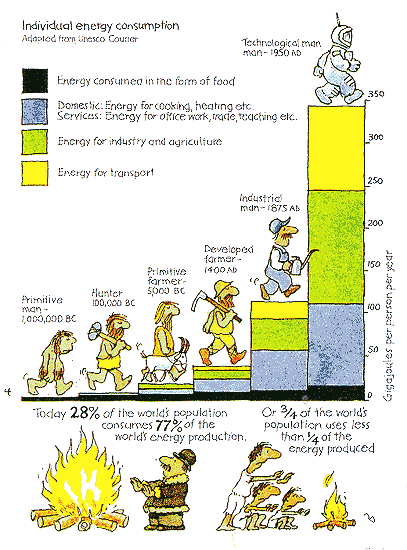 Individual energy consumption
Adapted from Unesco Courier
Energy consumed in the form of food
Domestic: Energy for cooking, heating etc.
Services: Energy for office work, trade, teaching etc.
Energy for industry and agriculture
Energy for transport
Technological man
man - 1950 AD
Industrial
man - 1875 AD
Developed
farmer -
1400 AD
Primitive
farmer -
5000 BC
Hunter
100,000 BC
Primitive
man -
1,000,000 BC
350
300
250
200
150
100
50
0
Gigajoules per person per year
4
Today 28% of the world's population
consumes 77% of the
world's energy production.
Or 3/4 of the world's
population uses less
than 1/4 of the
energy produced